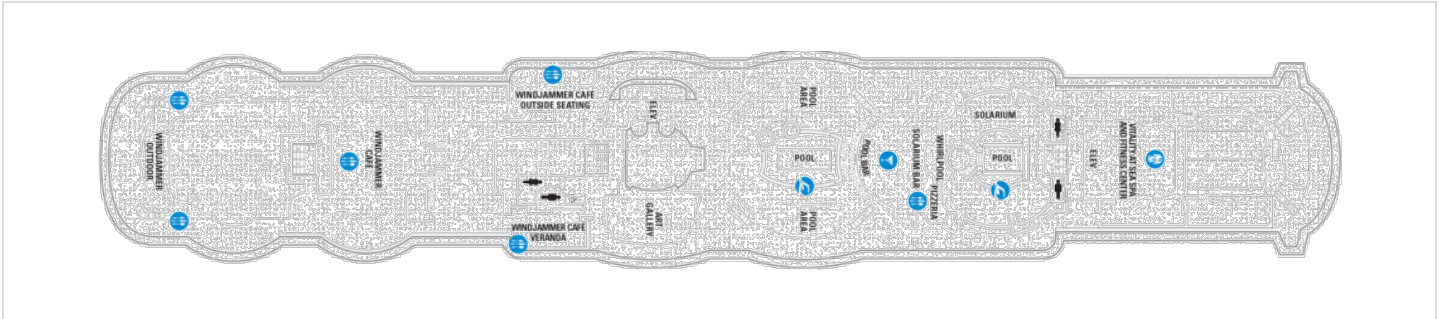 WINDJAMMER
OUTDOOR
WINDJAMMER
CAFE
WINDJAMMER CAFE
OUTSIDE SEATING
WINDJAMMER CAFE
VERANDA
ELEV
ART
GALLERY
POOL
AREA
POOL
POOL
AREA
POOL BAR
SOLARIUM BAR
WHIRLPOOL PIZZERIA
SOLARIUM
POOL
ELEV
VITALITY AT SEA SPA
AND FITNESS CENTER